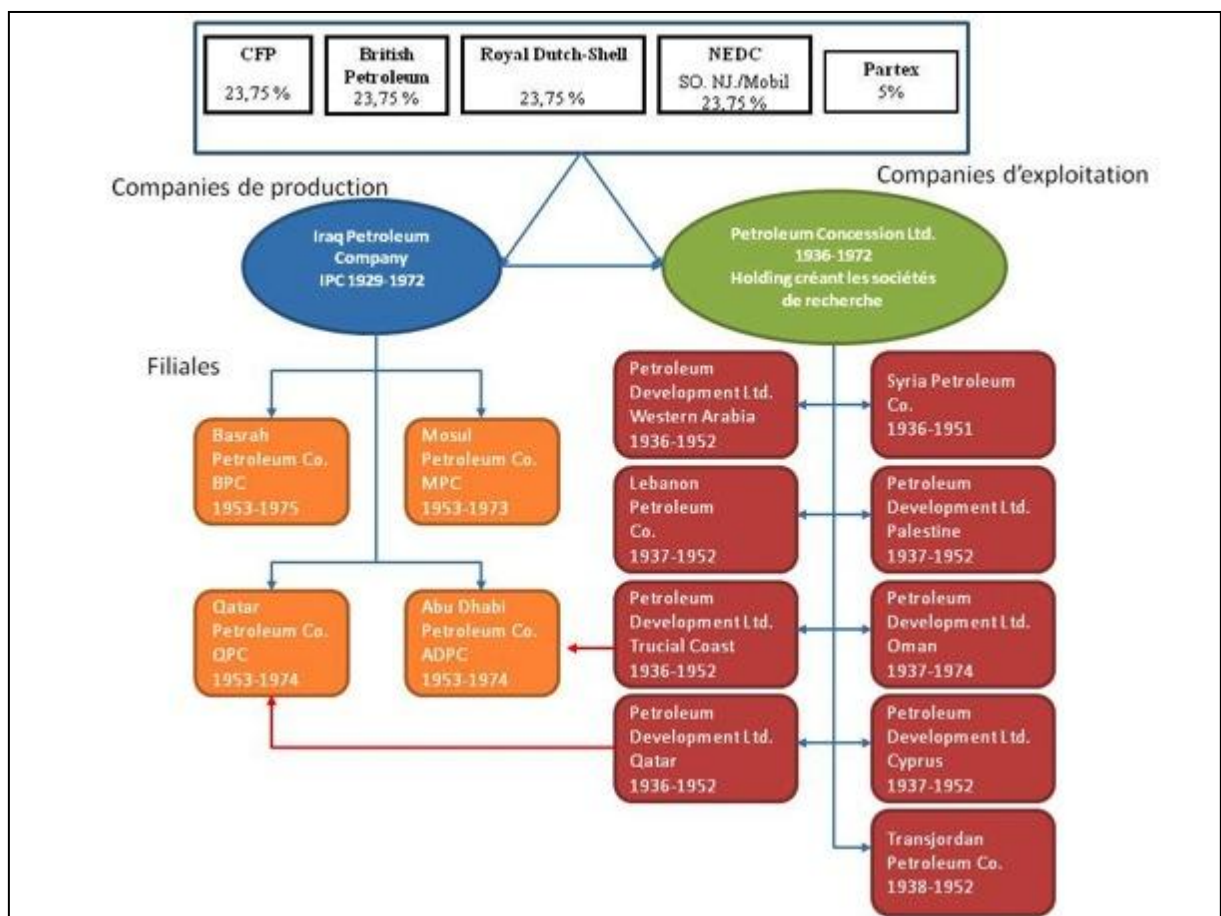 CFP
23,75 %
British
Petroleum
23,75 %
Royal Dutch-Shell
23,75 %
NEDC
SO. NJ./Mobil
23,75 %
Partex
5%
Companies de production
Companies d'exploitation
Iraq Petroleum
Company
IPC 1929-1972
Petroleum Concession Ltd.
1936-1972
Holding créant les sociétés
de recherche
Filiales
Basrah
Petroleum Co.
BPC
1953-1975
Mosul
Petroleum Co.
MPC
1953-1973
Qatar
Petroleum Co.
QPC
1953-1974
Abu Dhabi
Petroleum Co.
ADPC
1953-1974
Petroleum
Development Ltd.
Western Arabia
1936-1952
Syria Petroleum
Co.
1936-1951
Lebanon
Petroleum
Co.
1937-1952
Petroleum
Development Ltd.
Palestine
1937-1952
Petroleum
Development Ltd.
Trucial Coast
1936-1952
Petroleum
Development Ltd.
Oman
1937-1974
Petroleum
Development Ltd.
Qatar
1936-1952
Petroleum
Development Ltd.
Cyprus
1937-1952
Transjordan
Petroleum Co.
1938-1952